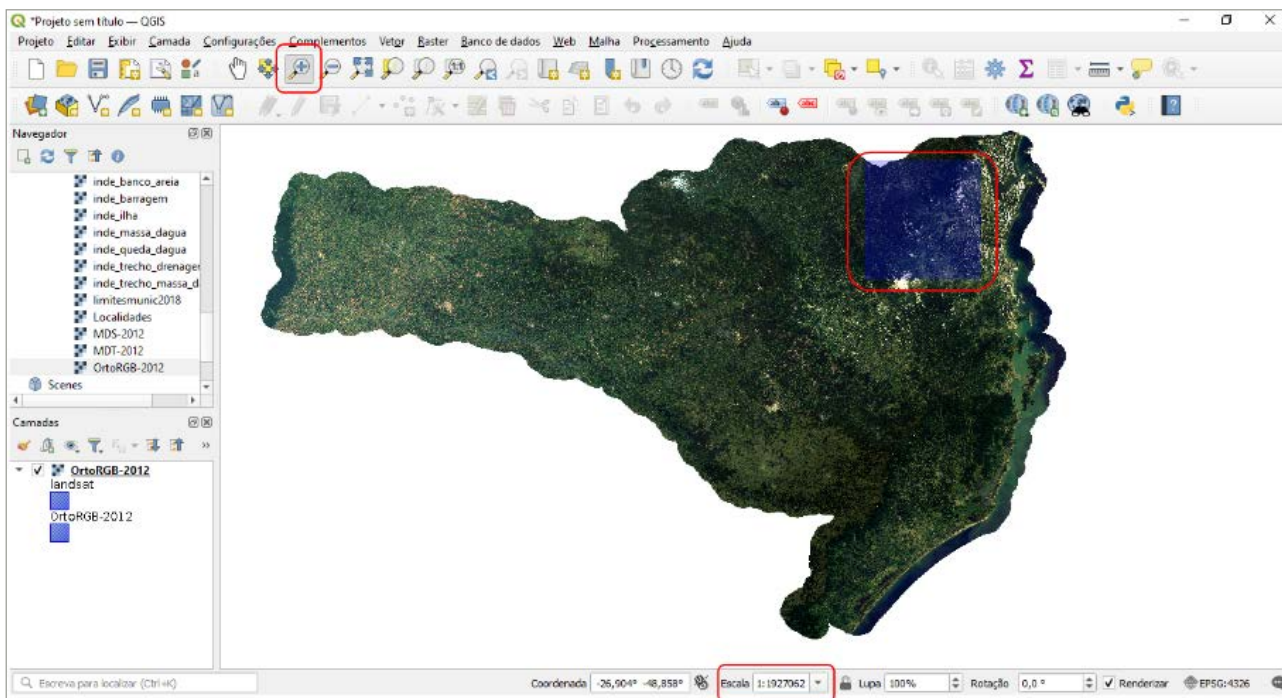 *Projeto sem título — QGIS
Projeto Editar Exibir Camada Configurações Complementos Vetor Raster Banco de dados Web Malha Processamento Ajuda
Navegador
inde_banco_areia
inde_barragem
inde_ilha
inde_massa_dagua
inde_queda_dagua
inde_trecho_drenager
inde_trecho_massa_d
limitesmunic2018
Localidades
MDS-2012
MDT-2012
OrtoRGB-2012
Scenes
Camadas
OrtoRGB-2012
landsat
OrtoRGB-2012
Escreva para localizar (Ctrl+K) Coordenada -26,904° -48,858° Escala 1:1927062 Lupa 100% Rotação 0,0 ° Renderizar EPSG:4326